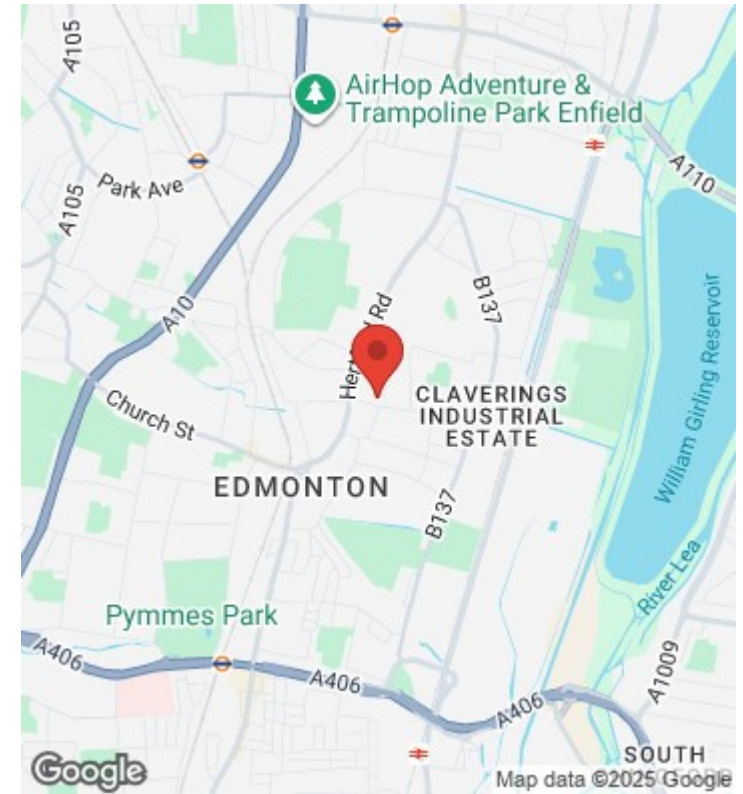 A105
AirHop Adventure &
Trampoline Park Enfield
A110
Park Ave
A105
B137
A10
William Girling Reservoir
CLAVERINGS
INDUSTRIAL
ESTATE
Church St
EDMONTON
B137
River Lea
Pymmes Park
A406
A1009
A406
A406
SOUTH
Google
Map data ©2025 Google